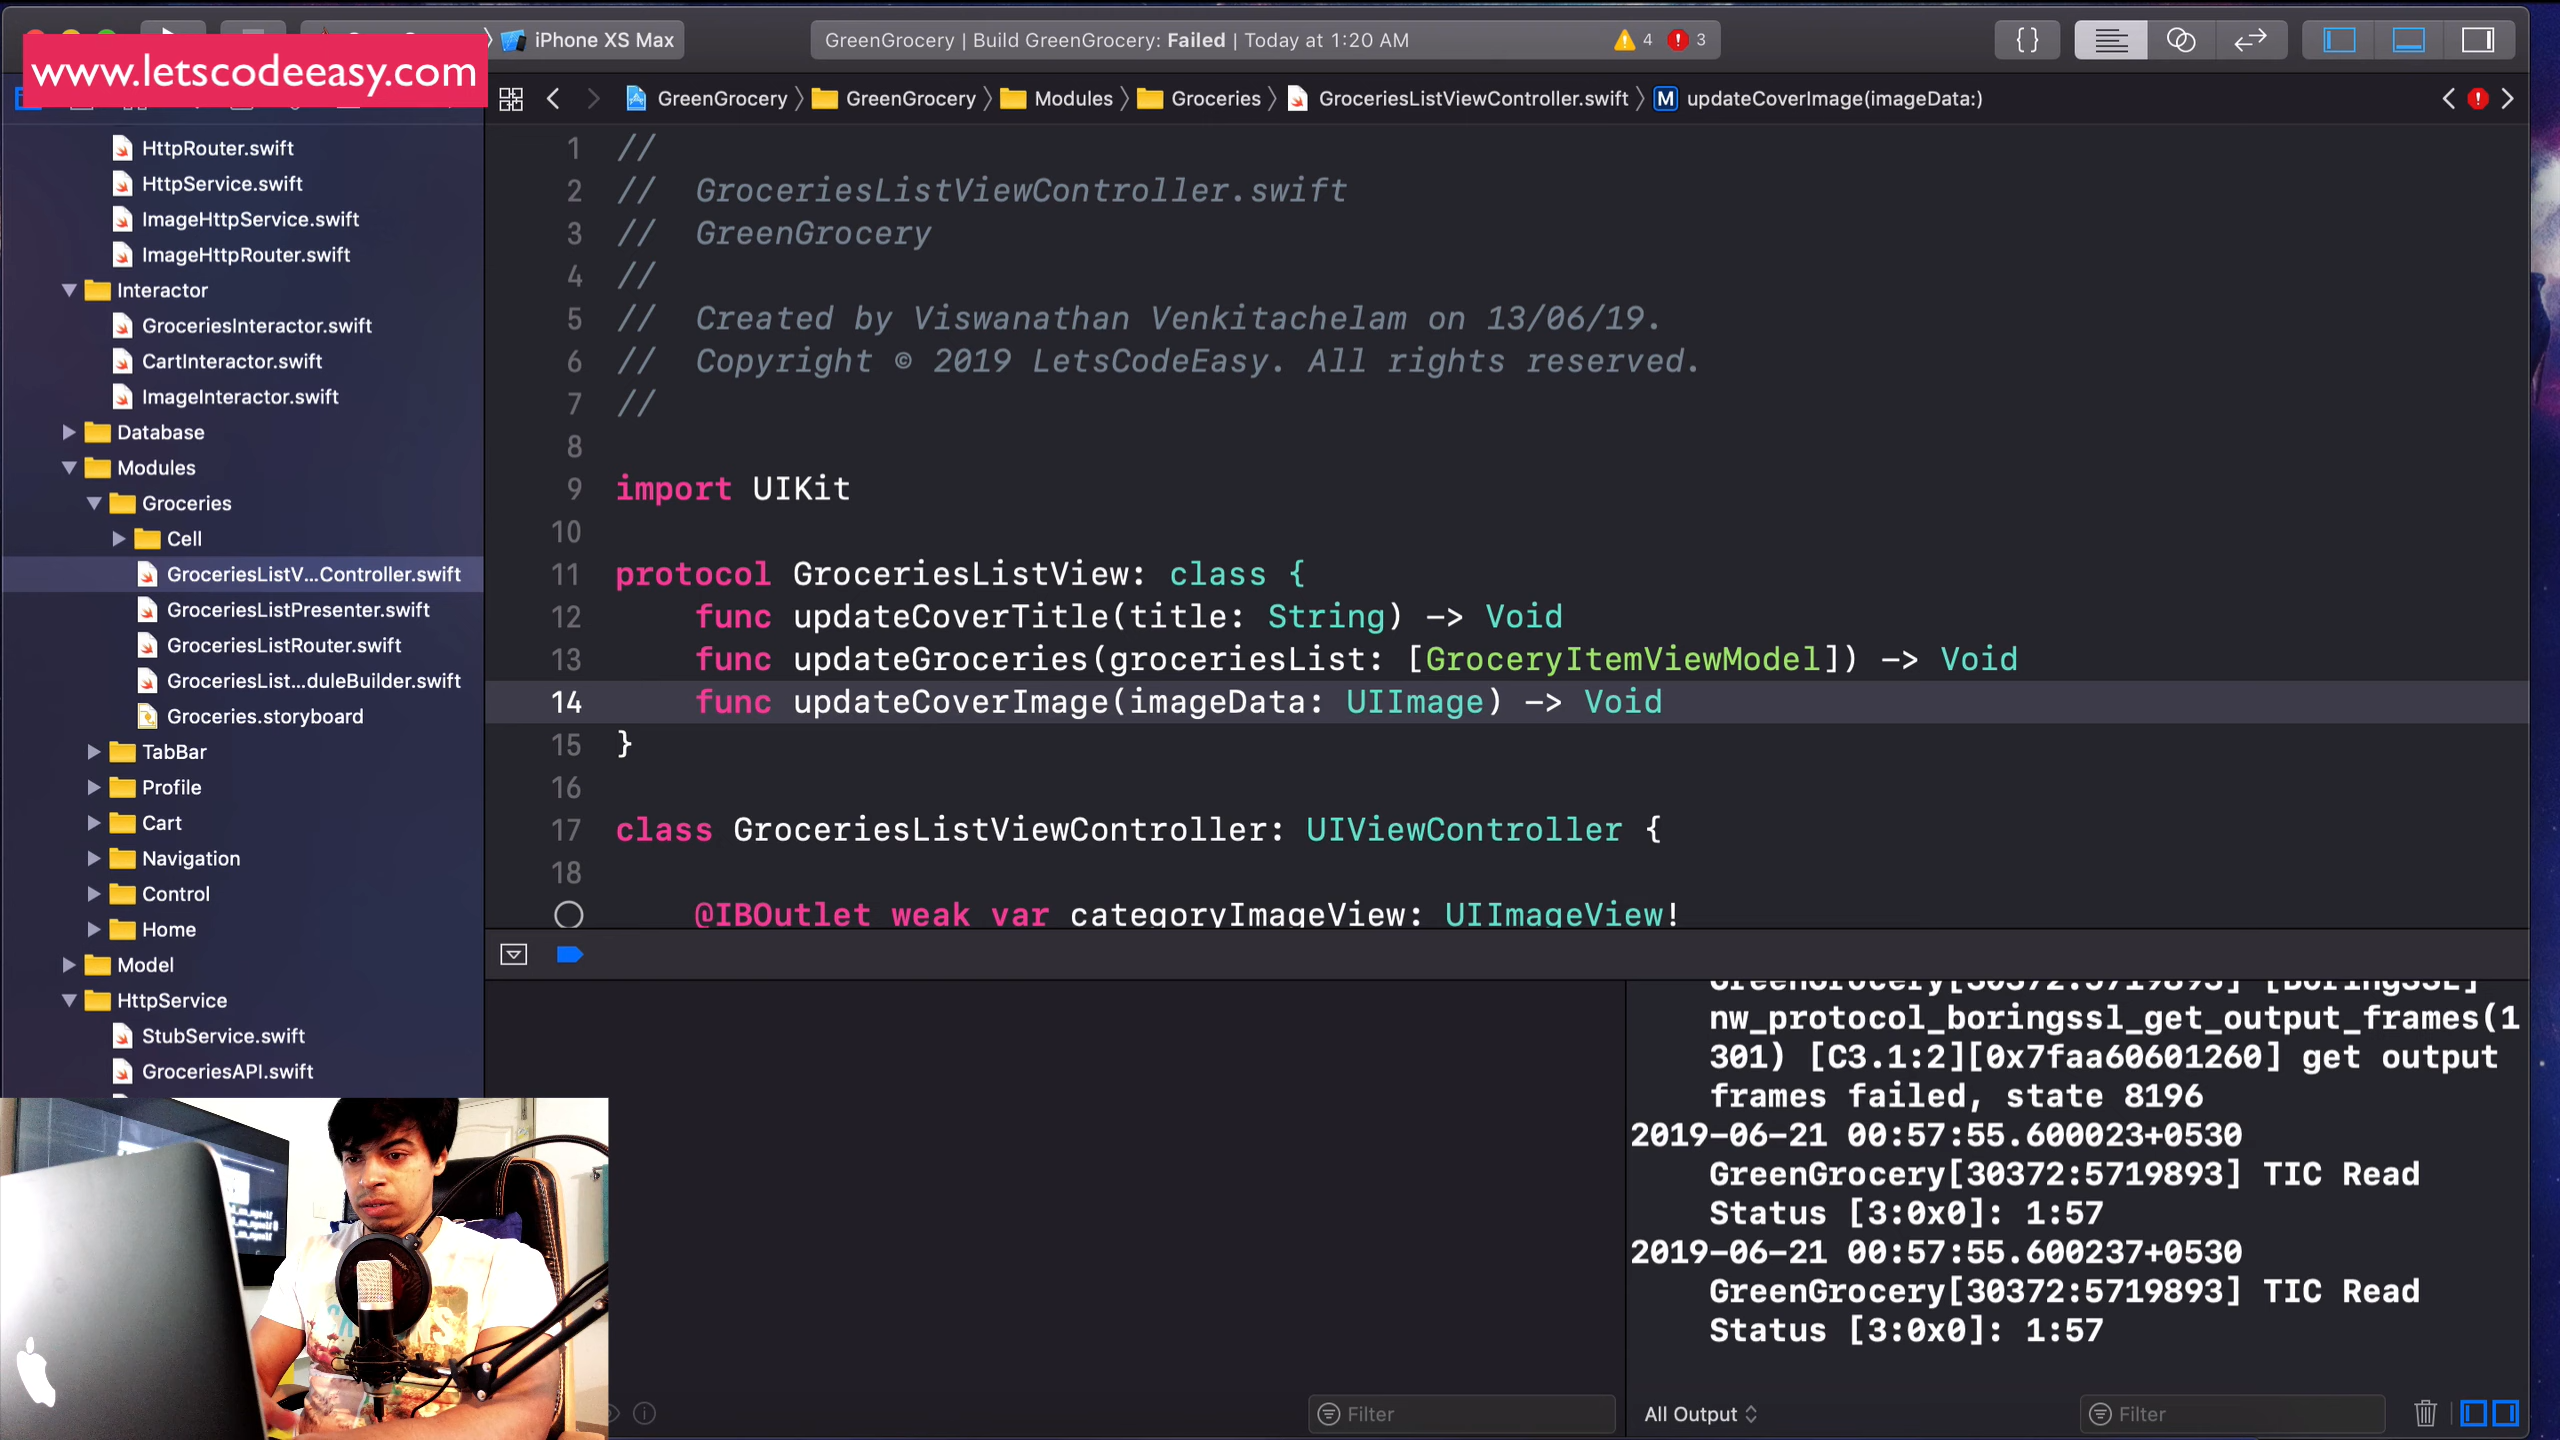 www.letscodeeasy.com
iPhone XS Max
GreenGrocery | Build GreenGrocery: Failed | Today at 1:20 AM
4
3
{ }
GreenGrocery
GreenGrocery
Modules
Groceries
GroceriesListViewController.swift
M
updateCoverImage(imageData:)
HttpRouter.swift
HttpService.swift
ImageHttpService.swift
ImageHttpRouter.swift
Interactor
GroceriesInteractor.swift
CartInteractor.swift
ImageInteractor.swift
Database
Modules
Groceries
Cell
GroceriesListV...Controller.swift
GroceriesListPresenter.swift
GroceriesListRouter.swift
GroceriesList...duleBuilder.swift
Groceries.storyboard
TabBar
Profile
Cart
Navigation
Control
Home
Model
HttpService
StubService.swift
GroceriesAPI.swift
1 //
2 //  GroceriesListViewController.swift
3 //  GreenGrocery
4 //
5 //  Created by Viswanathan Venkitachelam on 13/06/19.
6 //  Copyright © 2019 LetsCodeEasy. All rights reserved.
7 //
8
9 import UIKit
10
11 protocol GroceriesListView: class {
12     func updateCoverTitle(title: String) -> Void
13     func updateGroceries(groceriesList: [GroceryItemViewModel]) -> Void
14     func updateCoverImage(imageData: UIImage) -> Void
15 }
16
17 class GroceriesListViewController: UIViewController {
18
@IBOutlet weak var categoryImageView: UIImageView!
GreenGrocery[30372:5719893] [BoringSSL]
nw_protocol_boringssl_get_output_frames(1
301) [C3.1:2][0x7faa60601260] get output
frames failed, state 8196
2019-06-21 00:57:55.600023+0530
GreenGrocery[30372:5719893] TIC Read
Status [3:0x0]: 1:57
2019-06-21 00:57:55.600237+0530
GreenGrocery[30372:5719893] TIC Read
Status [3:0x0]: 1:57
Filter
All Output
Filter